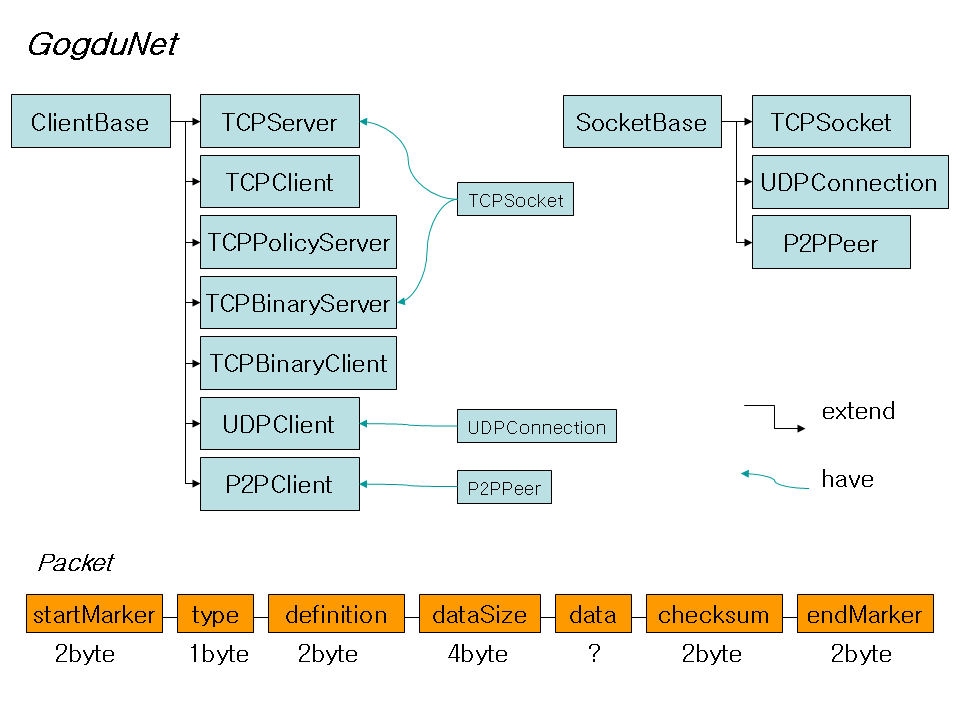 GogduNet
ClientBase
TCPServer
TCPClient
TCPPolicyServer
TCPBinaryServer
TCPBinaryClient
UDPClient
P2PClient
TCPSocket
UDPConnection
P2PPeer
SocketBase
TCPSocket
UDPConnection
P2PPeer
extend
have
Packet
startMarker type definition dataSize data checksum endMarker
2byte 1byte 2byte 4byte ? 2byte 2byte